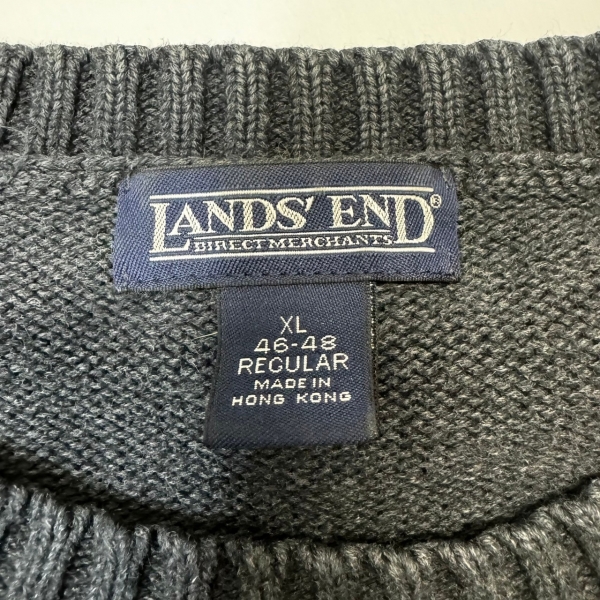 LANDS' END®
DIRECT MERCHANTS
XL
46-48
REGULAR
MADE IN
HONG KONG